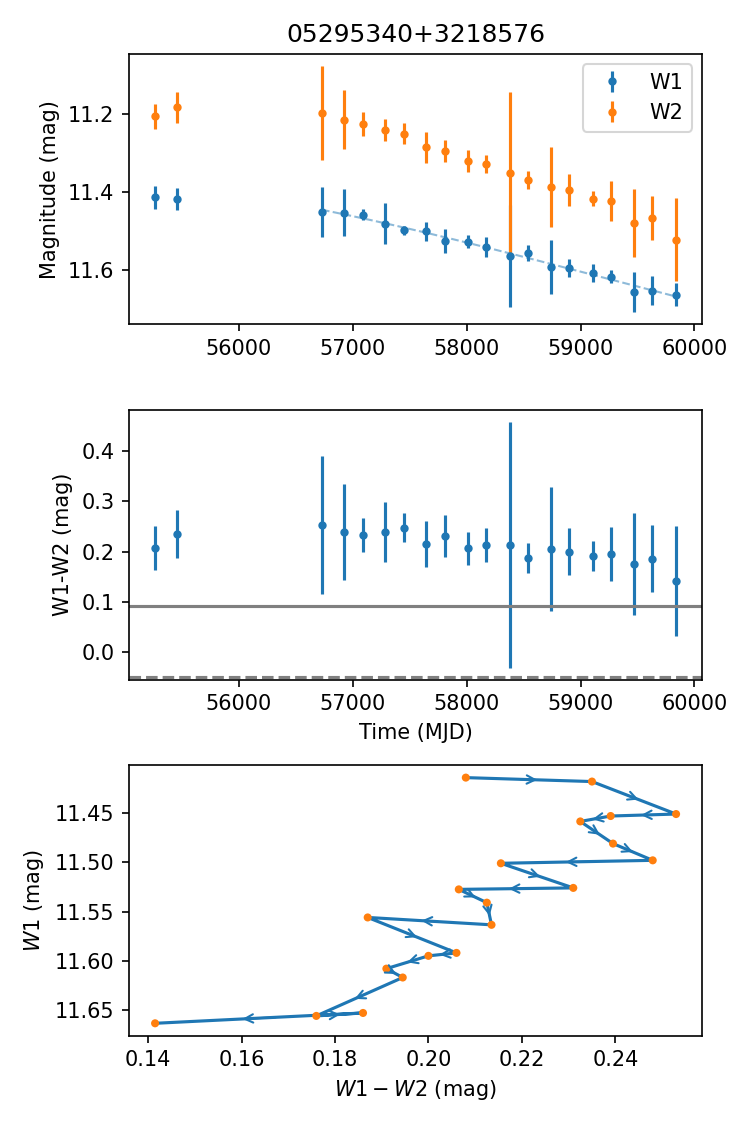 05295340+3218576
Magnitude (mag)
11.2
11.4
11.6
W1
W2
56000 57000 58000 59000 60000
W1-W2 (mag)
0.4
0.3
0.2
0.1
0.0
56000 57000 58000 59000 60000
Time (MJD)
W1 (mag)
11.45
11.50
11.55
11.60
11.65
0.14 0.16 0.18 0.20 0.22 0.24
W1 − W2 (mag)